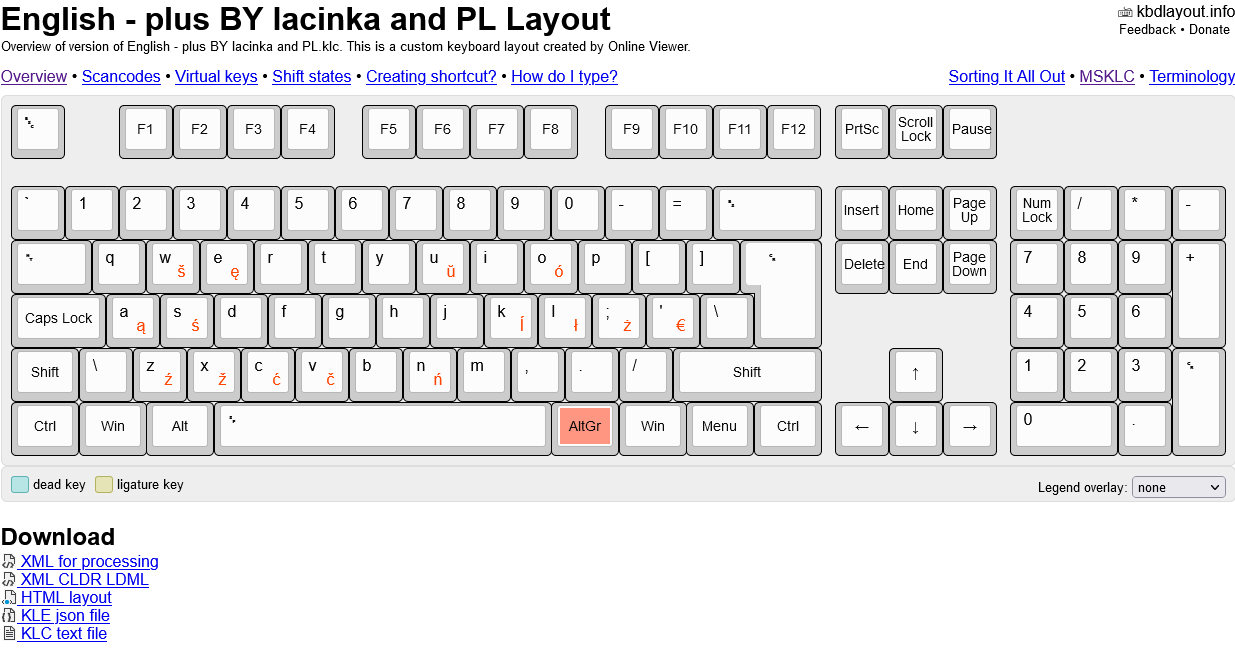 English - plus BY lacinka and PL Layout
kbdlayout.info
Overview of version of English - plus BY lacinka and PL.klc. This is a custom keyboard layout created by Online Viewer.
Feedback • Donate
Overview • Scancodes • Virtual keys • Shift states • Creating shortcut? • How do I type?
Sorting It All Out • MSKLC • Terminology
F1 F2 F3 F4 F5 F6 F7 F8 F9 F10 F11 F12 PrtSc Scroll Lock Pause
` 1 2 3 4 5 6 7 8 9 0 - = Insert Home Page Up Num Lock / * -
q w š e ę r t y u ŭ i o ó p [ ] Delete End Page Down 7 8 9 +
Caps Lock a ą s ś d f g h j k ĺ l ł ; ż ' € \ 4 5 6
Shift \ z ź x ž c ć v č b n ń m , . / Shift ↑ 1 2 3
Ctrl Win Alt AltGr Win Menu Ctrl ← ↓ → 0 .
dead key ligature key
Legend overlay: none
Download
XML for processing
XML CLDR LDML
HTML layout
KLE json file
KLC text file